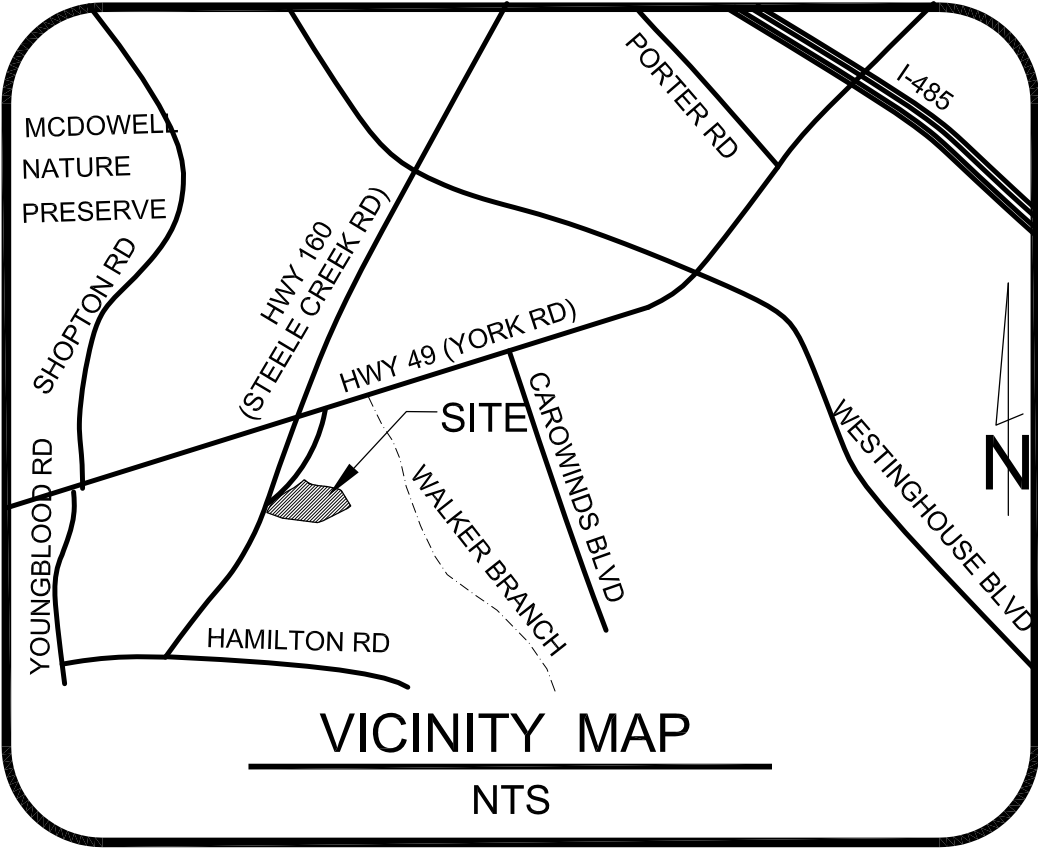 MCDOWELL
NATURE
PRESERVE
SHOPTON RD
HWY 160
(STEELE CREEK RD)
PORTER RD
I-485
HWY 49 (YORK RD)
SITE
CAROWINDS BLVD
WALKER BRANCH
WESTINGHOUSE BLVD
N
YOUNGBLOOD RD
HAMILTON RD
VICINITY MAP
NTS